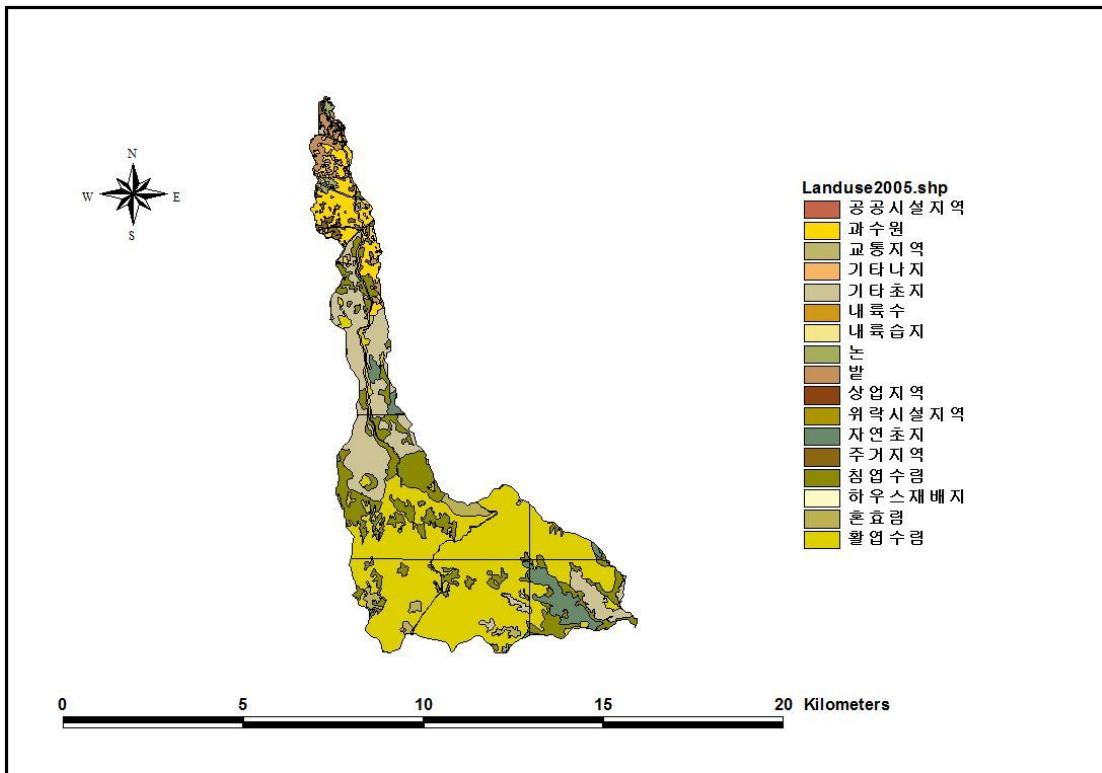 N
W E
S
Landuse2005.shp
공공시설지역
과수원
교통지역
기타나지
기타초지
내륙수
내륙습지
논
밭
상업지역
위락시설지역
자연초지
주거지역
침엽수림
하우스재배지
혼효림
활엽수림
0 5 10 15 20 Kilometers